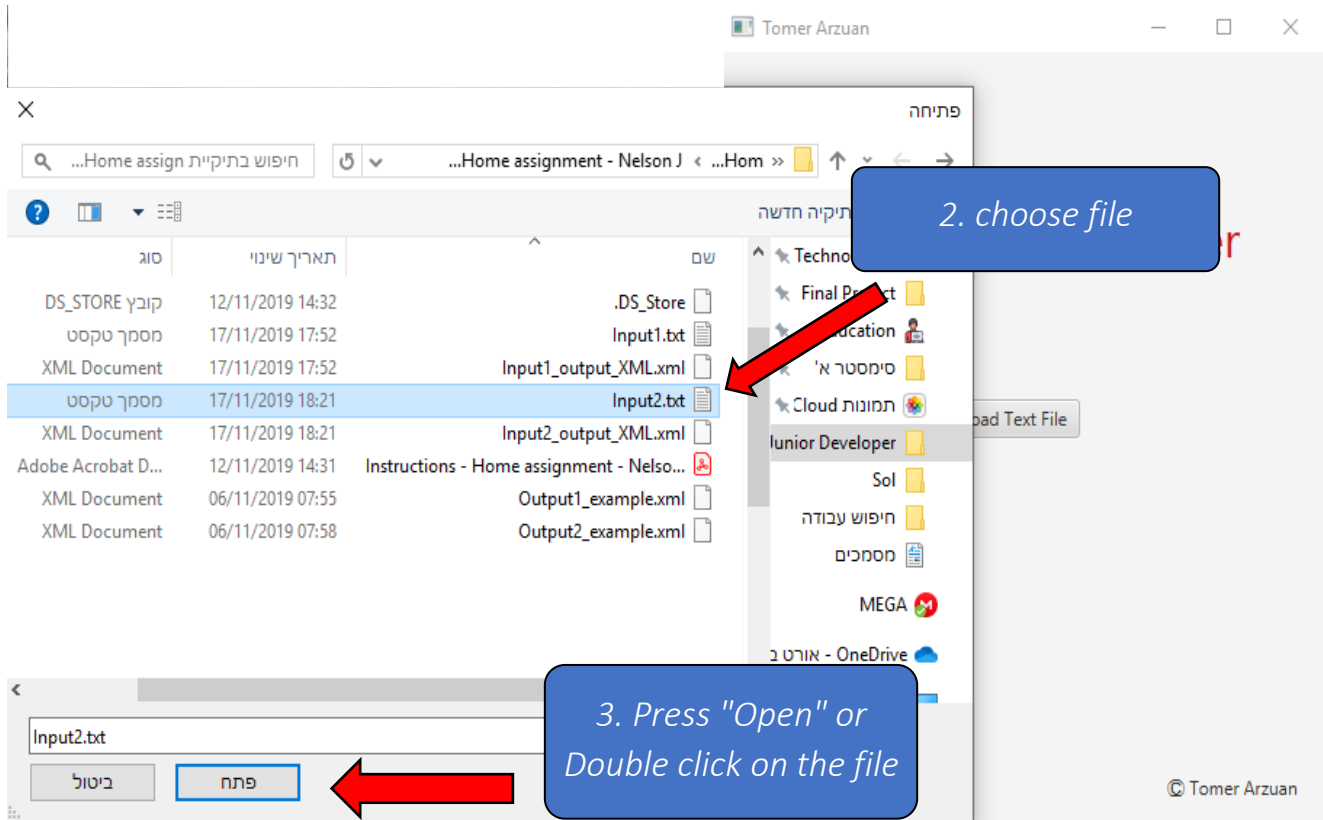 Tomer Arzuan
פתיחה
...Hom » ...Home assignment - Nelson J
חיפוש בתיקיית Home assign...
תיקיה חדשה
2. choose file
שם תאריך שינוי סוג
.DS_Store 12/11/2019 14:32 קובץ DS_STORE
Input1.txt 17/11/2019 17:52 מסמך טקסט
Input1_output_XML.xml 17/11/2019 17:52 XML Document
Input2.txt 17/11/2019 18:21 מסמך טקסט
Input2_output_XML.xml 17/11/2019 18:21 XML Document
Instructions - Home assignment - Nelso... 12/11/2019 14:31 Adobe Acrobat D...
Output1_example.xml 06/11/2019 07:55 XML Document
Output2_example.xml 06/11/2019 07:58 XML Document
Final
סימסטר א'
תמונות Cloud
Junior Developer
Sol
חיפוש עבודה
מסמכים
MEGA
OneDrive - אורט ב
Text File
3. Press "Open" or
Double click on the file
Input2.txt
פתח
ביטול
© Tomer Arzuan